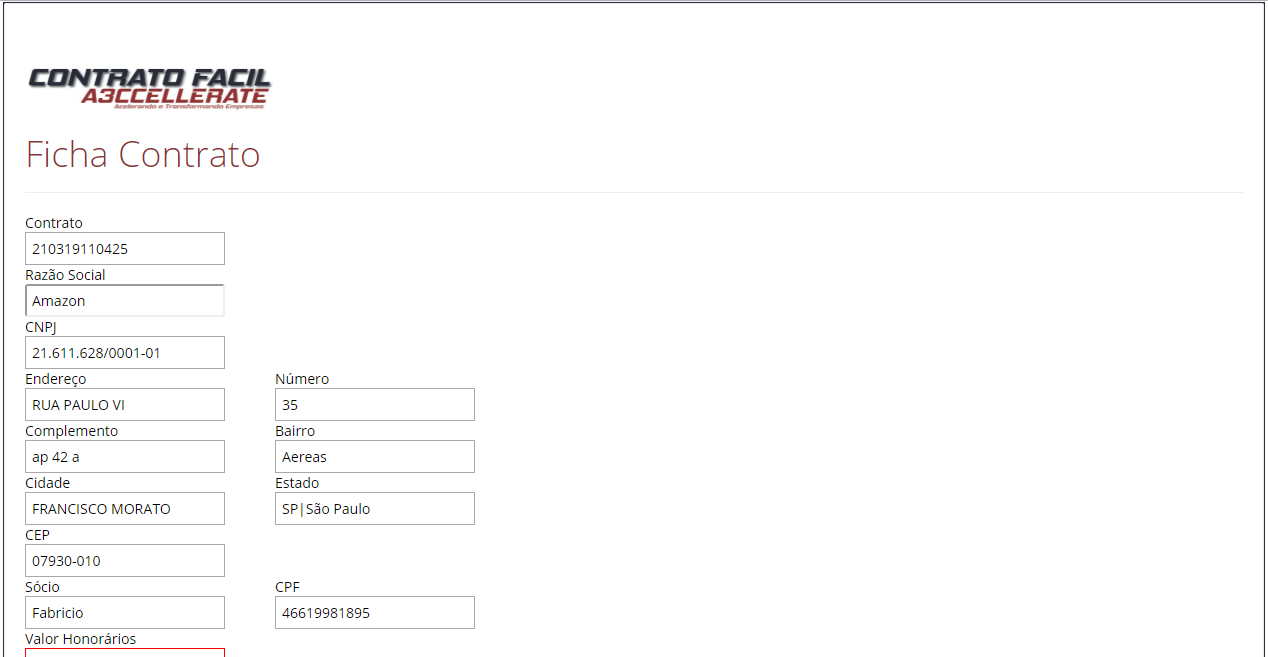 CONTRATO FACIL
A3CCELLERATE
Acelerando e Transformando Empresas
Ficha Contrato
Contrato
210319110425
Razão Social
Amazon
CNPJ
21.611.628/0001-01
Endereço Número
RUA PAULO VI 35
Complemento Bairro
ap 42 a Aereas
Cidade Estado
FRANCISCO MORATO SP|São Paulo
CEP
07930-010
Sócio CPF
Fabricio 46619981895
Valor Honorários